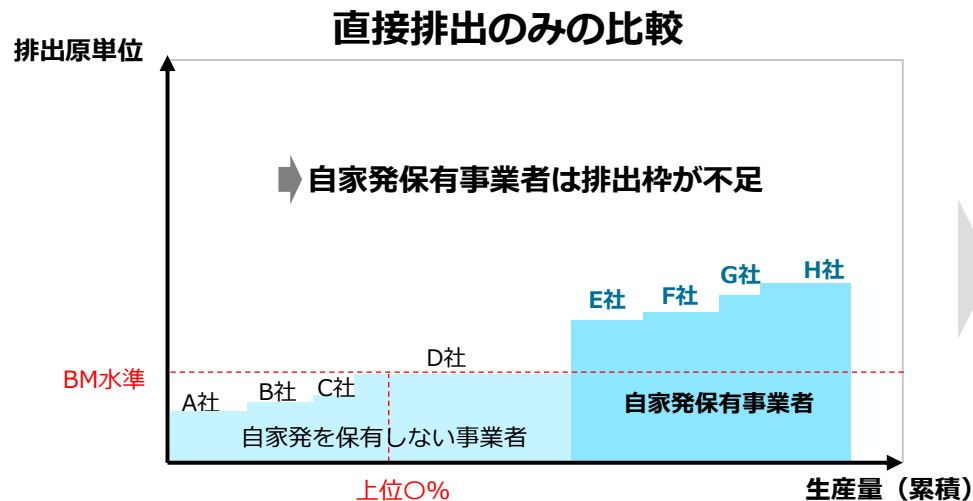 直接排出のみの比較
排出原単位
自家発保有事業者は排出枠が不足
E社
F社
G社
H社
BM水準
A社
B社
C社
D社
自家発を保有しない事業者
自家発保有事業者
上位〇%
生産量（累積）